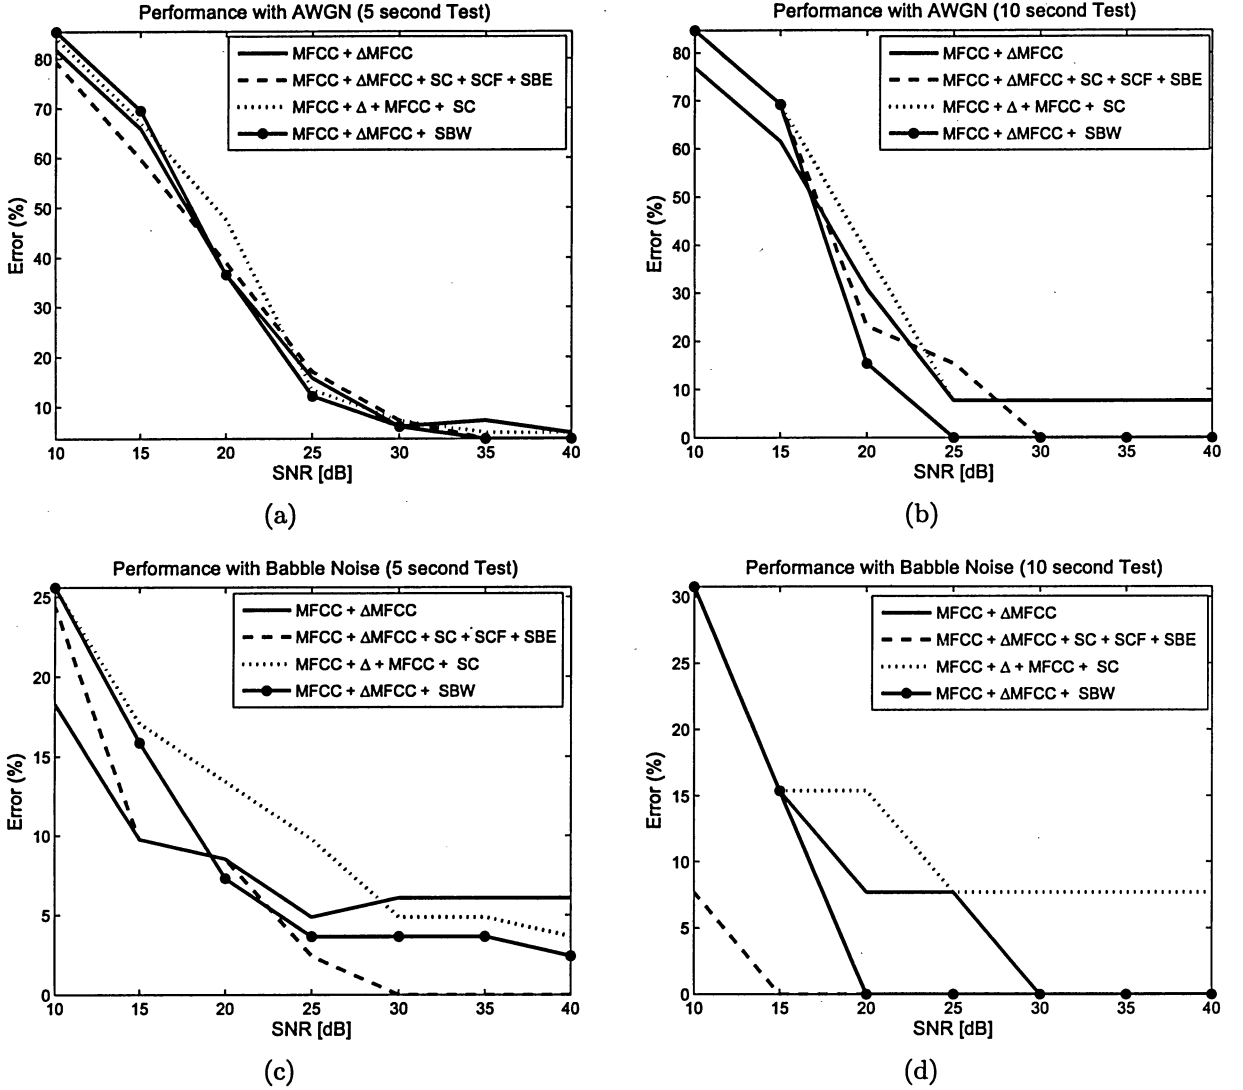 Performance with AWGN (5 second Test)
Error (%)
80
70
60
50
40
30
20
10
MFCC + ΔMFCC
MFCC + ΔMFCC + SC + SCF + SBE
MFCC + Δ + MFCC + SC
MFCC + ΔMFCC + SBW
10 15 20 25 30 35 40
SNR [dB]
(a)
Performance with AWGN (10 second Test)
Error (%)
80
70
60
50
40
30
20
10
0
MFCC + ΔMFCC
MFCC + ΔMFCC + SC + SCF + SBE
MFCC + Δ + MFCC + SC
MFCC + ΔMFCC + SBW
10 15 20 25 30 35 40
SNR [dB]
(b)
Performance with Babble Noise (5 second Test)
Error (%)
25
20
15
10
5
0
MFCC + ΔMFCC
MFCC + ΔMFCC + SC + SCF + SBE
MFCC + Δ + MFCC + SC
MFCC + ΔMFCC + SBW
10 15 20 25 30 35 40
SNR [dB]
(c)
Performance with Babble Noise (10 second Test)
Error (%)
30
25
20
15
10
5
0
MFCC + ΔMFCC
MFCC + ΔMFCC + SC + SCF + SBE
MFCC + Δ + MFCC + SC
MFCC + ΔMFCC + SBW
10 15 20 25 30 35 40
SNR [dB]
(d)